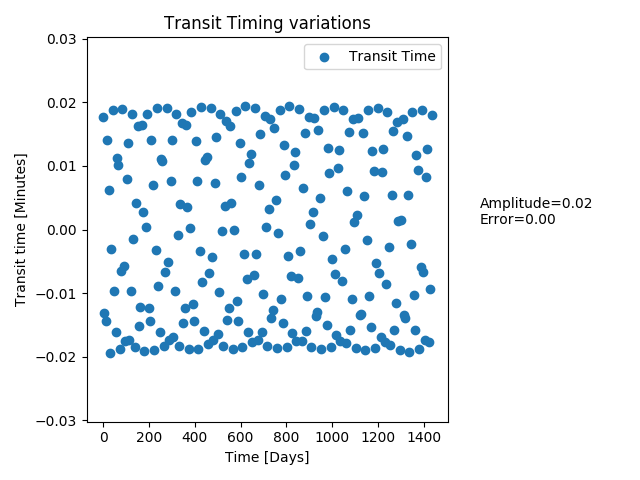 Transit Timing variations
Transit Time
0.03
0.02
0.01
0.00
−0.01
−0.02
−0.03
Transit time [Minutes]
Amplitude=0.02
Error=0.00
0
200
400
600
800
1000
1200
1400
Time [Days]